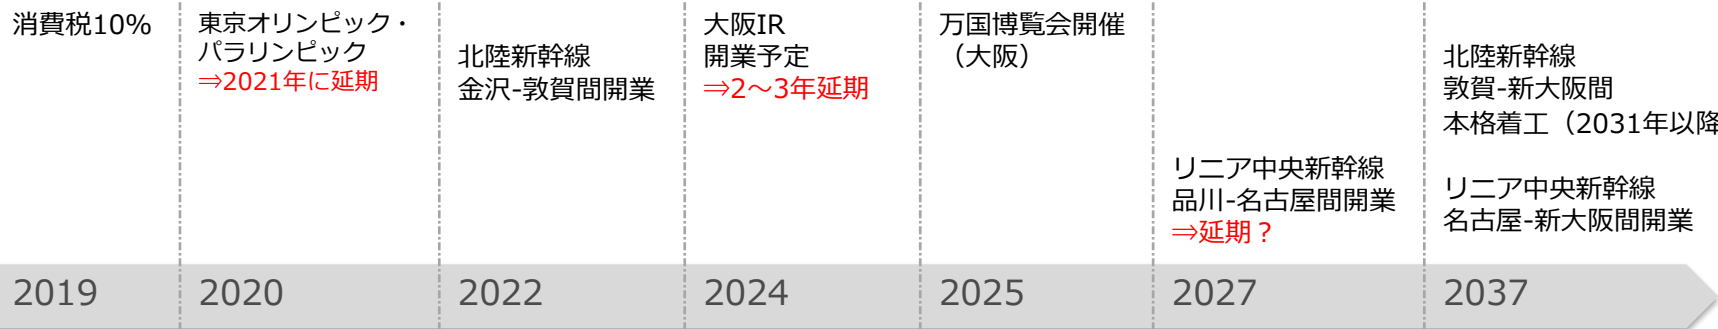 消費税10%
東京オリンピック・
パラリンピック
⇒2021年に延期
北陸新幹線
金沢-敦賀間開業
大阪IR
開業予定
⇒2～3年延期
万国博覧会開催
（大阪）
リニア中央新幹線
品川-名古屋間開業
⇒延期？
北陸新幹線
敦賀-新大阪間
本格着工（2031年以降
リニア中央新幹線
名古屋-新大阪間開業
2019
2020
2022
2024
2025
2027
2037